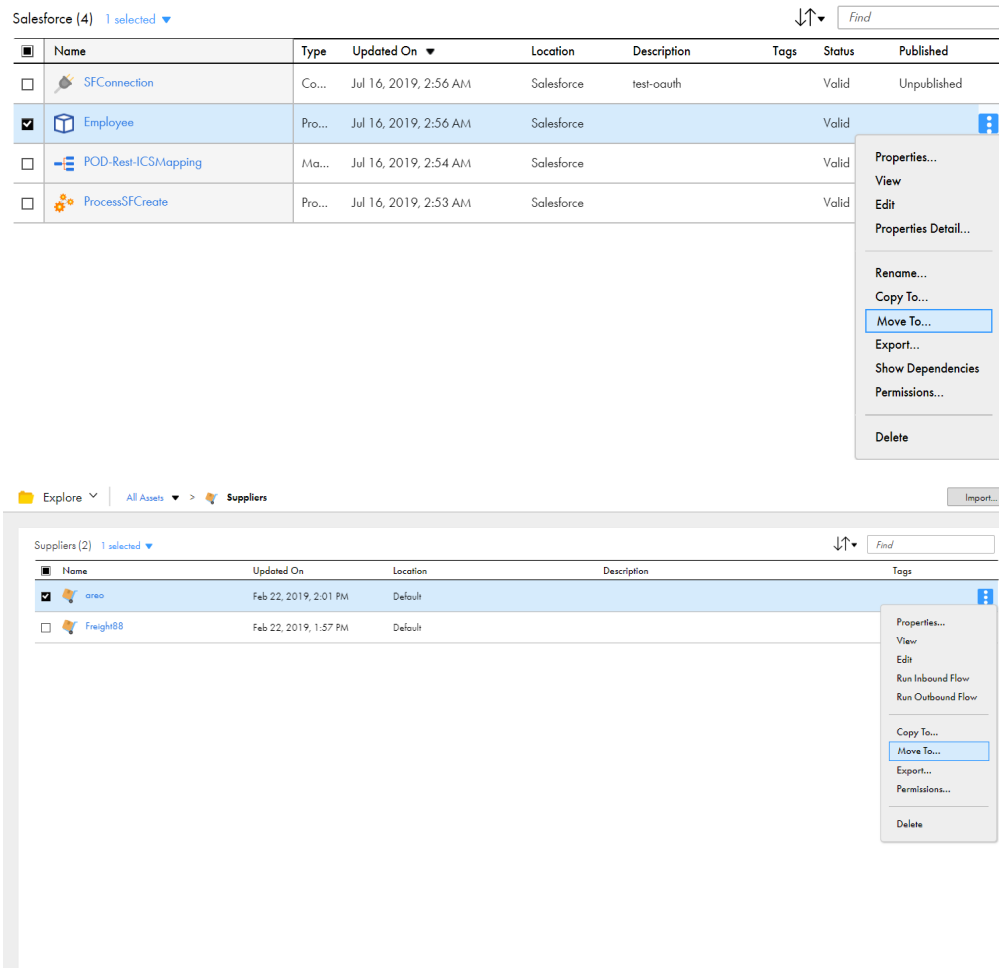 Salesforce (4) 1 selected Find
Name Type Updated On Location Description Tags Status Published
SFConnection Co... Jul 16, 2019, 2:56 AM Salesforce test-oauth Valid Unpublished
Employee Pro... Jul 16, 2019, 2:56 AM Salesforce Valid
POD-Rest-ICSMapping Ma... Jul 16, 2019, 2:54 AM Salesforce Valid
ProcessSFCreate Pro... Jul 16, 2019, 2:53 AM Salesforce Valid
Properties...
View
Edit
Properties Detail...
Rename...
Copy To...
Move To...
Export...
Show Dependencies
Permissions...
Delete
Explore All Assets > Suppliers Import...
Suppliers (2) 1 selected Find
Name Updated On Location Description Tags
oreo Feb 22, 2019, 2:01 PM Default
Freight88 Feb 22, 2019, 1:57 PM Default
Properties...
View
Edit
Run Inbound Flow
Run Outbound Flow
Copy To...
Move To...
Export...
Permissions...
Delete